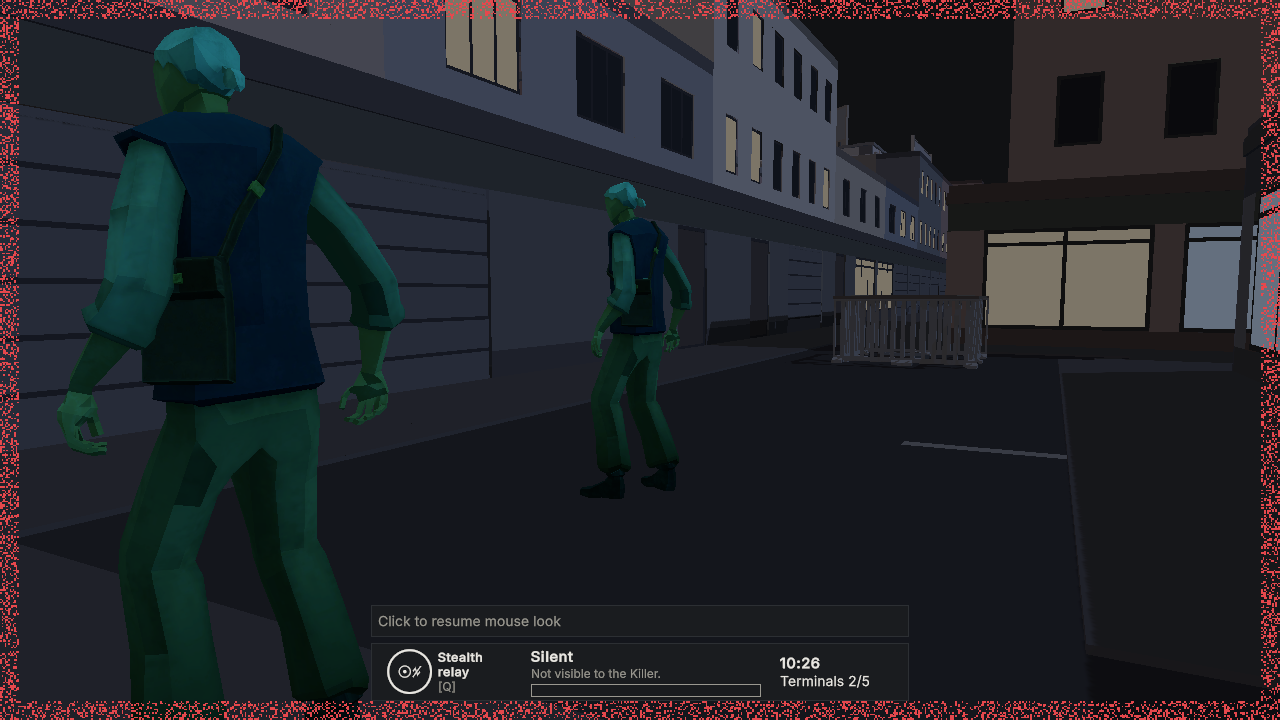 Click to resume mouse look
Stealth
relay
[Q]
Silent
Not visible to the Killer.
10:26
Terminals 2/5